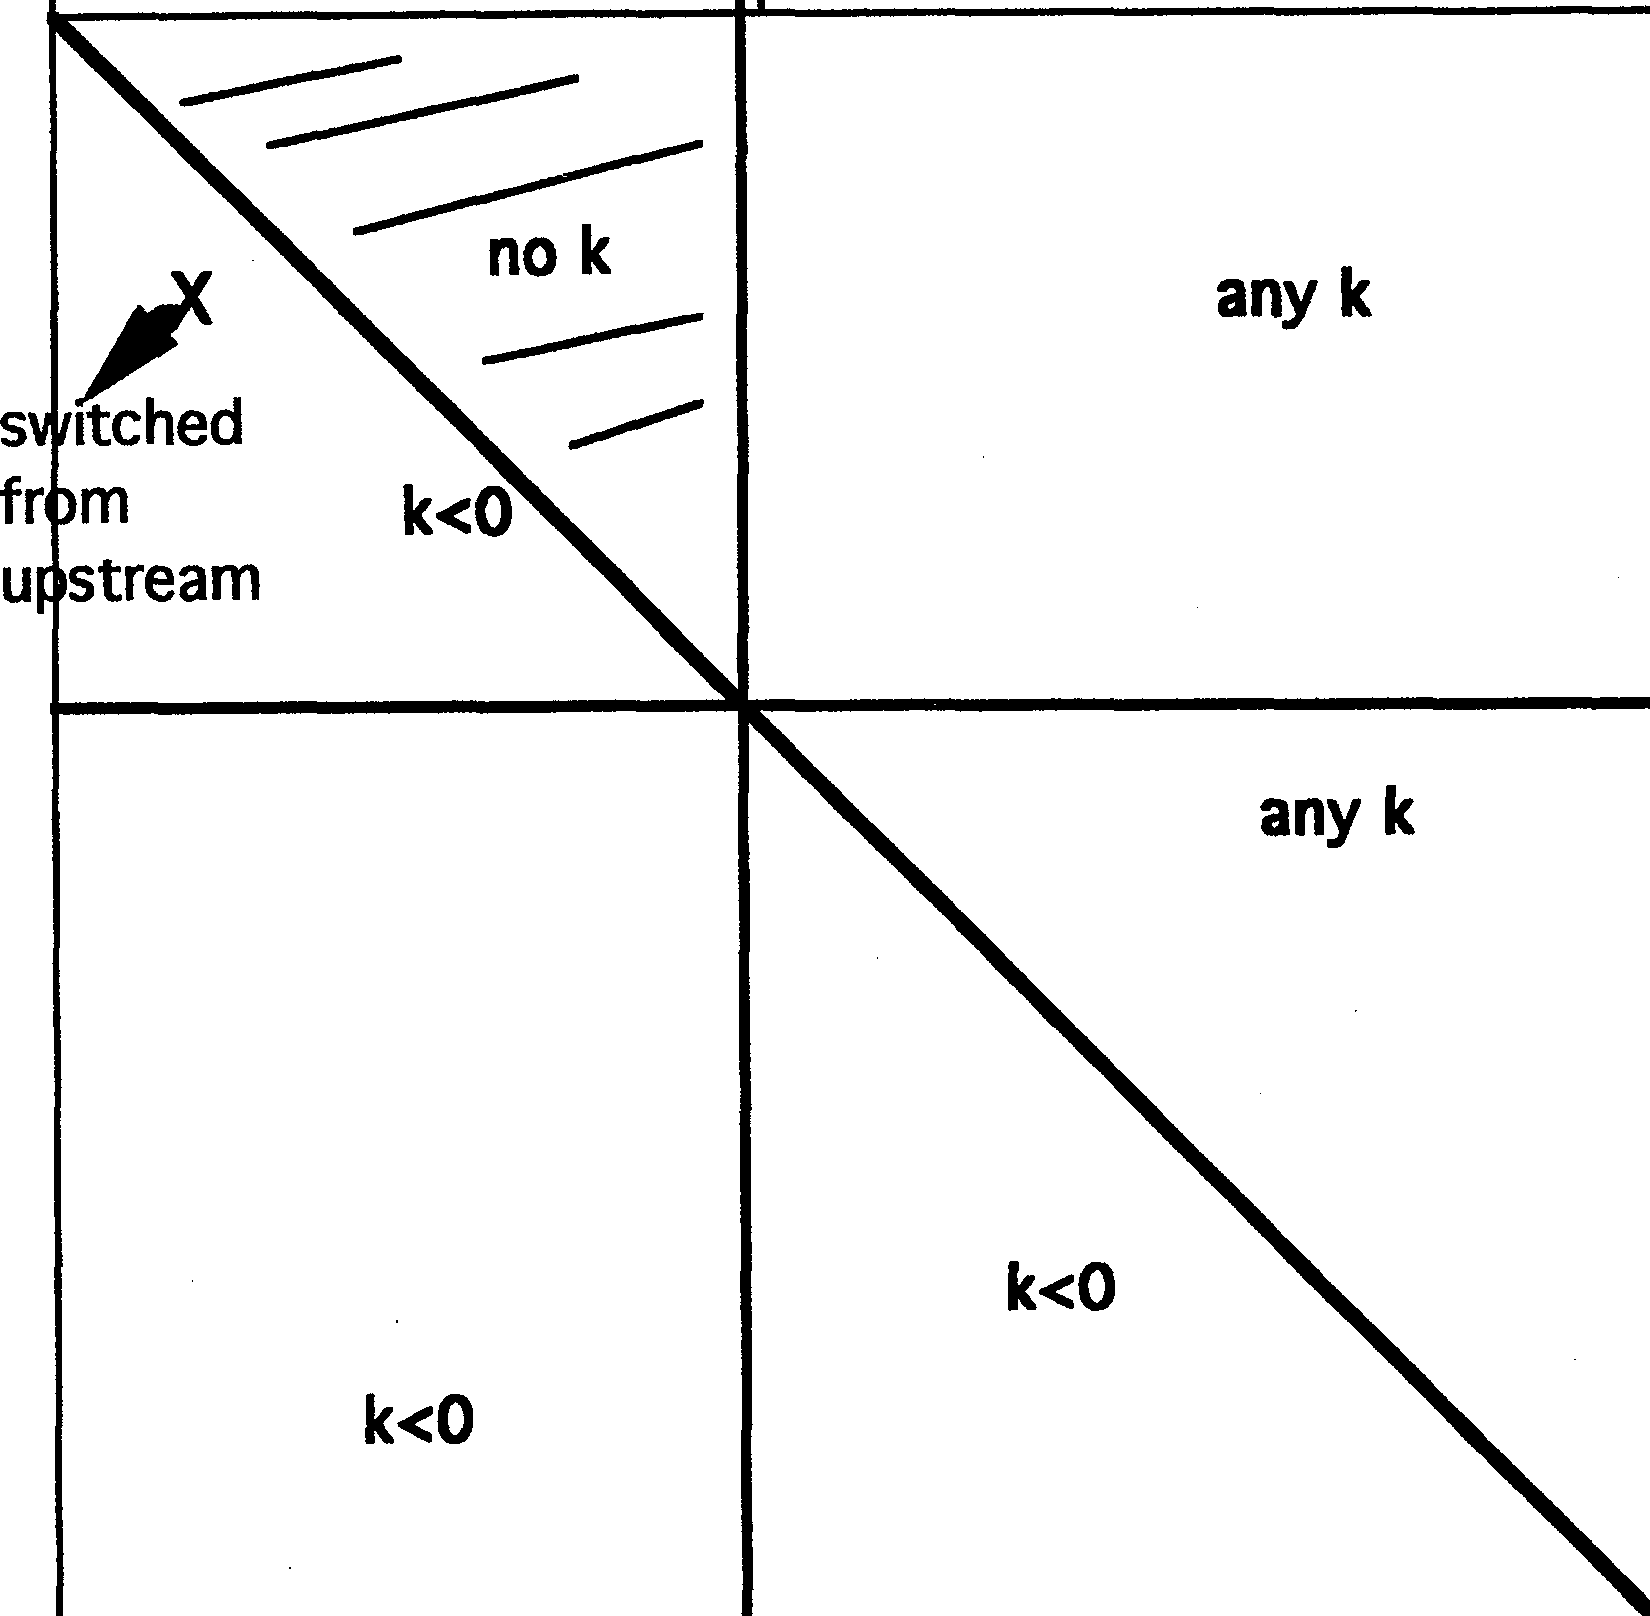 no k
any k
X
switched
from
upstream
k<0
any k
k<0
k<0